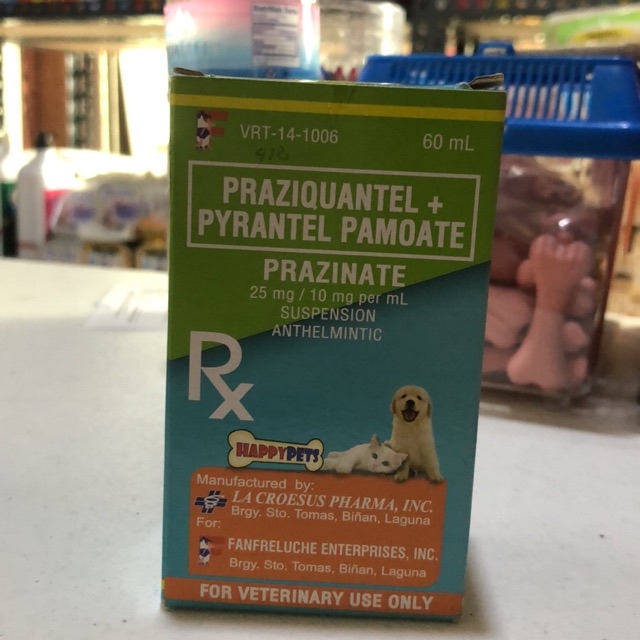 VRT-14-1006
60 mL
PRAZIQUANTEL +
PYRANTEL PAMOATE
PRAZINATE
25 mg / 10 mg per mL
SUSPENSION
ANTHELMINTIC
Rx
HAPPYPETS
Manufactured by:
LA CROESUS PHARMA, INC.
Brgy. Sto. Tomas, Biñan, Laguna
For:
FANFRELUCHE ENTERPRISES, INC.
Brgy. Sto. Tomas, Biñan, Laguna
FOR VETERINARY USE ONLY